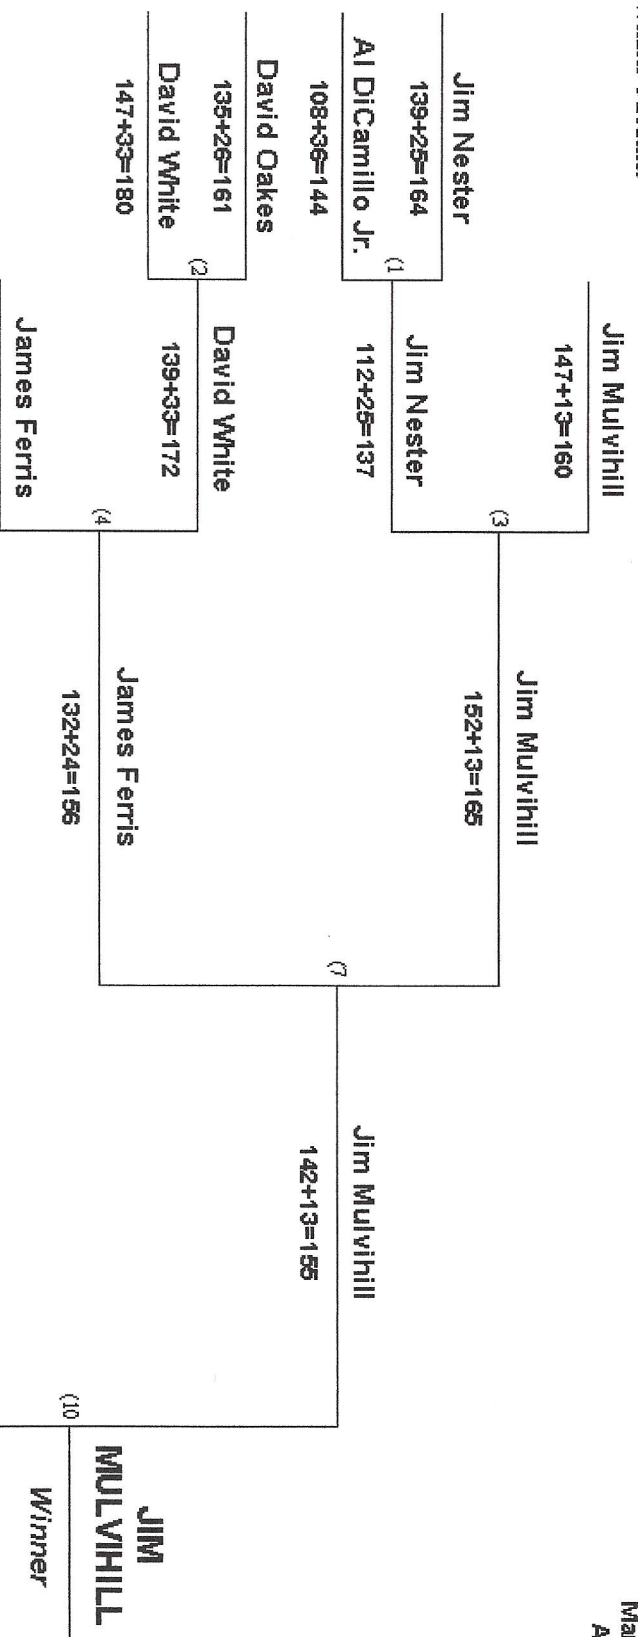 Jim Mulvihill
147+13=160
Jim Nester
139+25=164
(1
Al DiCamillo Jr.
108+36=144
Jim Nester
112+25=137
(3
Jim Mulvihill
152+13=165
David Oakes
135+26=161
(2
David White
147+33=180
David White
139+33=172
(4
James Ferris
James Ferris
132+24=156
(7
Jim Mulvihill
142+13=155
(10
JIM
MULVIHILL
Winner